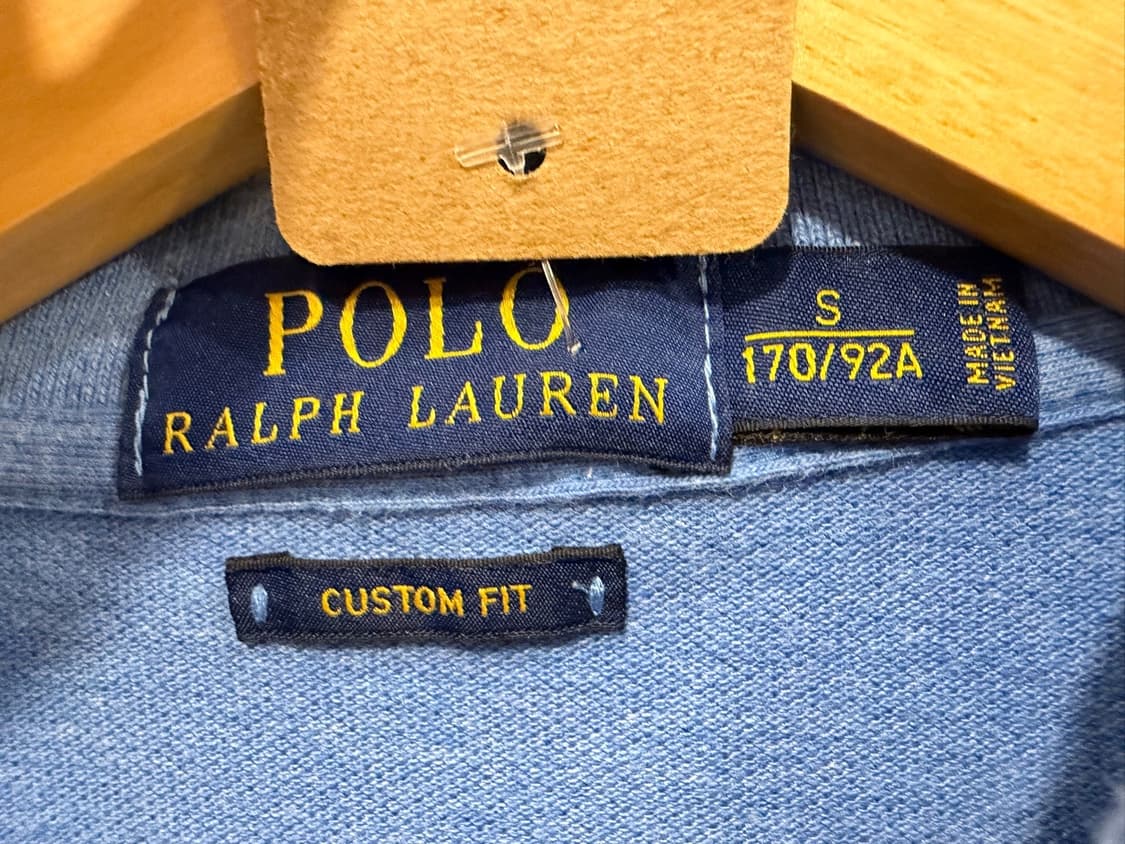 POLO
RALPH LAUREN
S
170/92A
MADE IN
VIETNAM
CUSTOM FIT